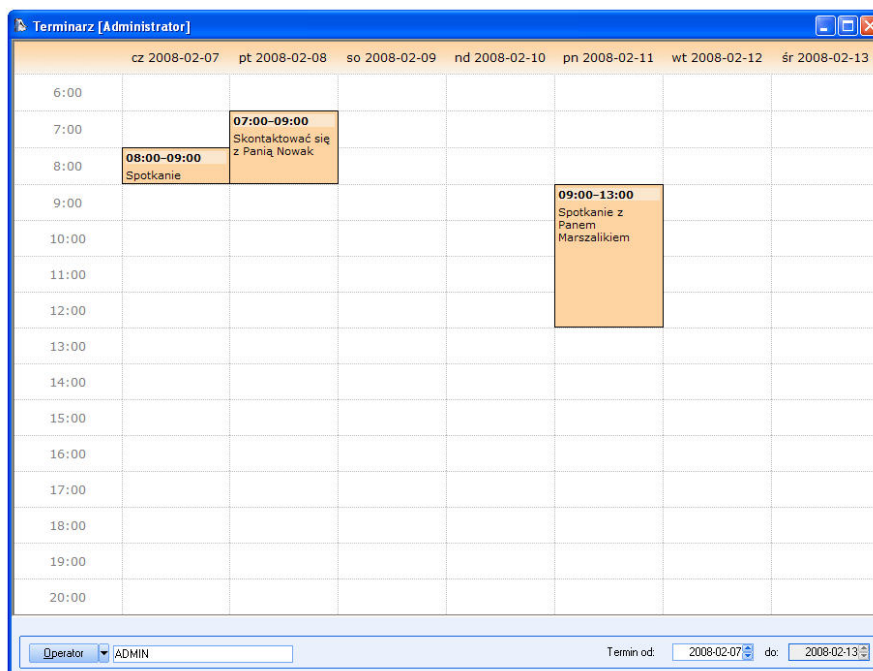 Terminarz [Administrator]
cz 2008-02-07 pt 2008-02-08 so 2008-02-09 nd 2008-02-10 pn 2008-02-11 wt 2008-02-12 śr 2008-02-13
6:00
7:00
07:00–09:00
Skontaktować się
z Panią Nowak
8:00
08:00–09:00
Spotkanie
9:00
09:00–13:00
Spotkanie z
Panem
Marszalikiem
10:00
11:00
12:00
13:00
14:00
15:00
16:00
17:00
18:00
19:00
20:00
Operator ADMIN Termin od: 2008-02-07 do: 2008-02-13